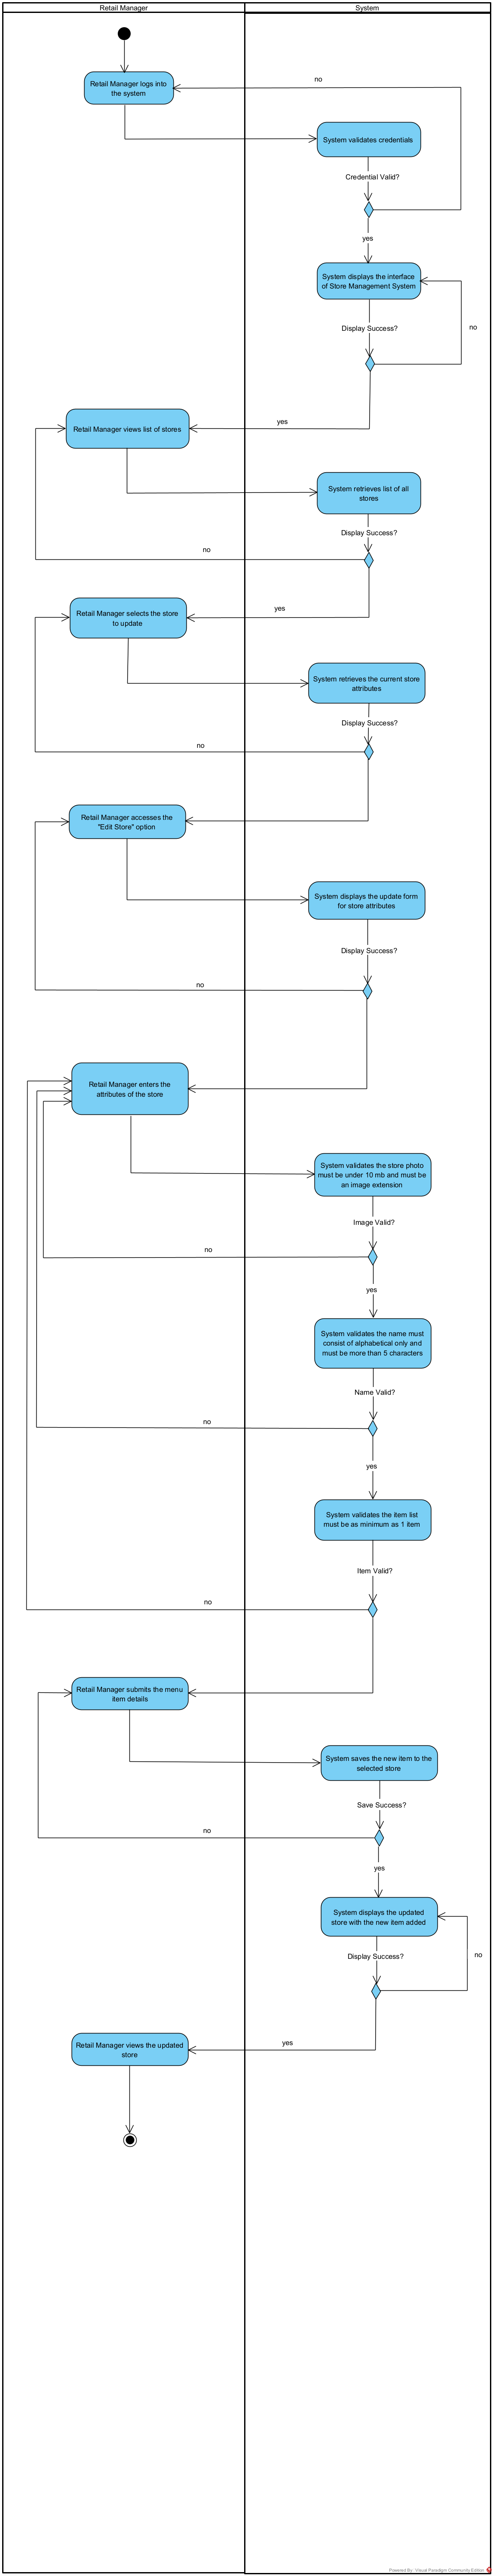 Retail Manager
System
no
Retail Manager logs into
the system
System validates credentials
Credential Valid?
yes
System displays the interface
of Store Management System
Display Success?
no
yes
Retail Manager views list of stores
System retrieves list of all
stores
Display Success?
no
yes
Retail Manager selects the store
to update
System retrieves the current store
attributes
Display Success?
no
Retail Manager accesses the
"Edit Store" option
System displays the update form
for store attributes
Display Success?
no
Retail Manager enters the
attributes of the store
System validates the store photo
must be under 10 mb and must be
an image extension
Image Valid?
no
yes
System validates the name must
consist of alphabetical only and
must be more than 5 characters
Name Valid?
no
yes
System validates the item list
must be as minimum as 1 item
Item Valid?
no
Retail Manager submits the menu
item details
System saves the new item to the
selected store
Save Success?
no
yes
System displays the updated
store with the new item added
Display Success?
no
yes
Retail Manager views the updated
store
Powered By: Visual Paradigm Community Edition